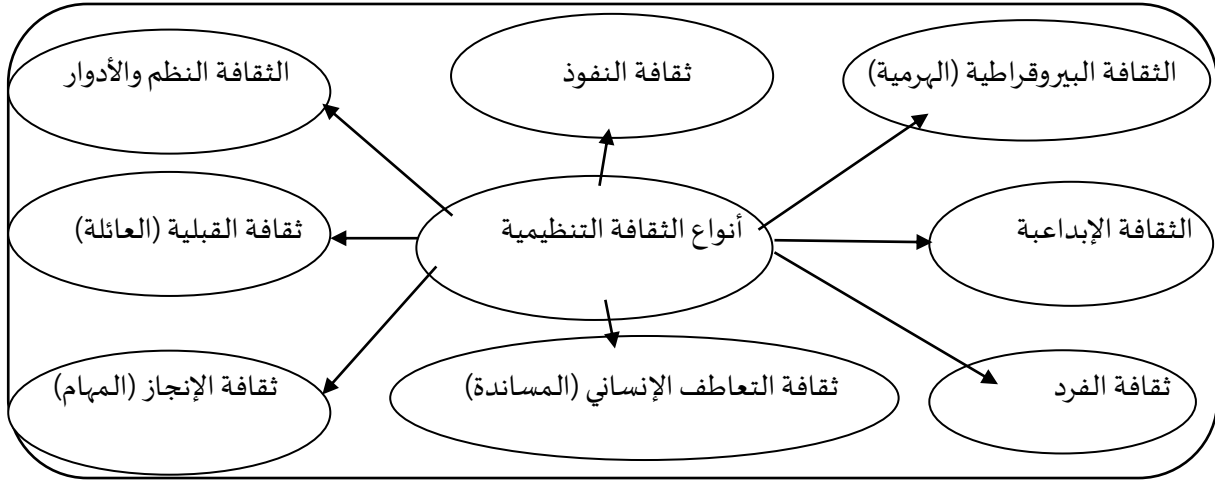 الثقافة البيروقراطية (الهرمية)
ثقافة النفوذ
الثقافة النظم والأدوار
الثقافة الإبداعبة
أنواع الثقافة التنظيمية
ثقافة القبلية (العائلة)
ثقافة الفرد
ثقافة التعاطف الإنساني (المساندة)
ثقافة الإنجاز (المهام)